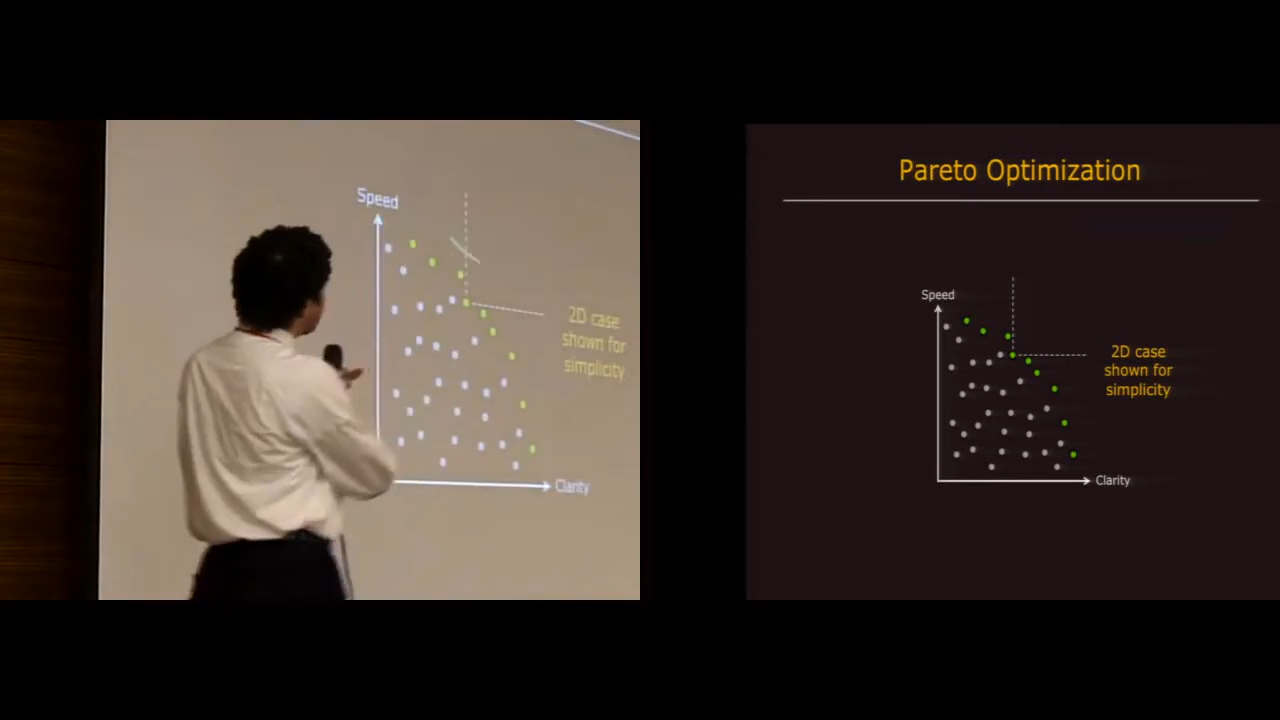 Speed
2D case
shown for
simplicity
Clarity
Pareto Optimization
Speed
2D case
shown for
simplicity
Clarity